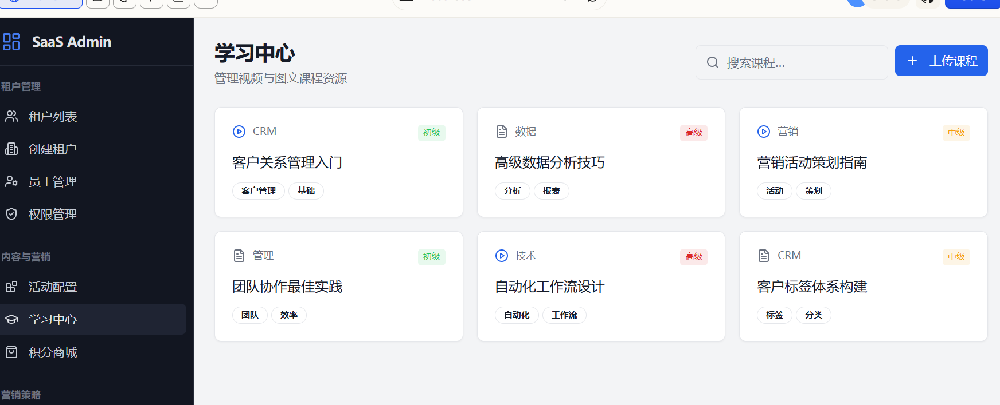 SaaS Admin
租户管理
租户列表
创建租户
员工管理
权限管理
内容与营销
活动配置
学习中心
积分商城
营销策略
学习中心
管理视频与图文课程资源
搜索课程...
上传课程
CRM
初级
客户关系管理入门
客户管理 基础
数据
高级
高级数据分析技巧
分析 报表
营销
中级
营销活动策划指南
活动 策划
管理
初级
团队协作最佳实践
团队 效率
技术
高级
自动化工作流设计
自动化 工作流
CRM
中级
客户标签体系构建
标签 分类